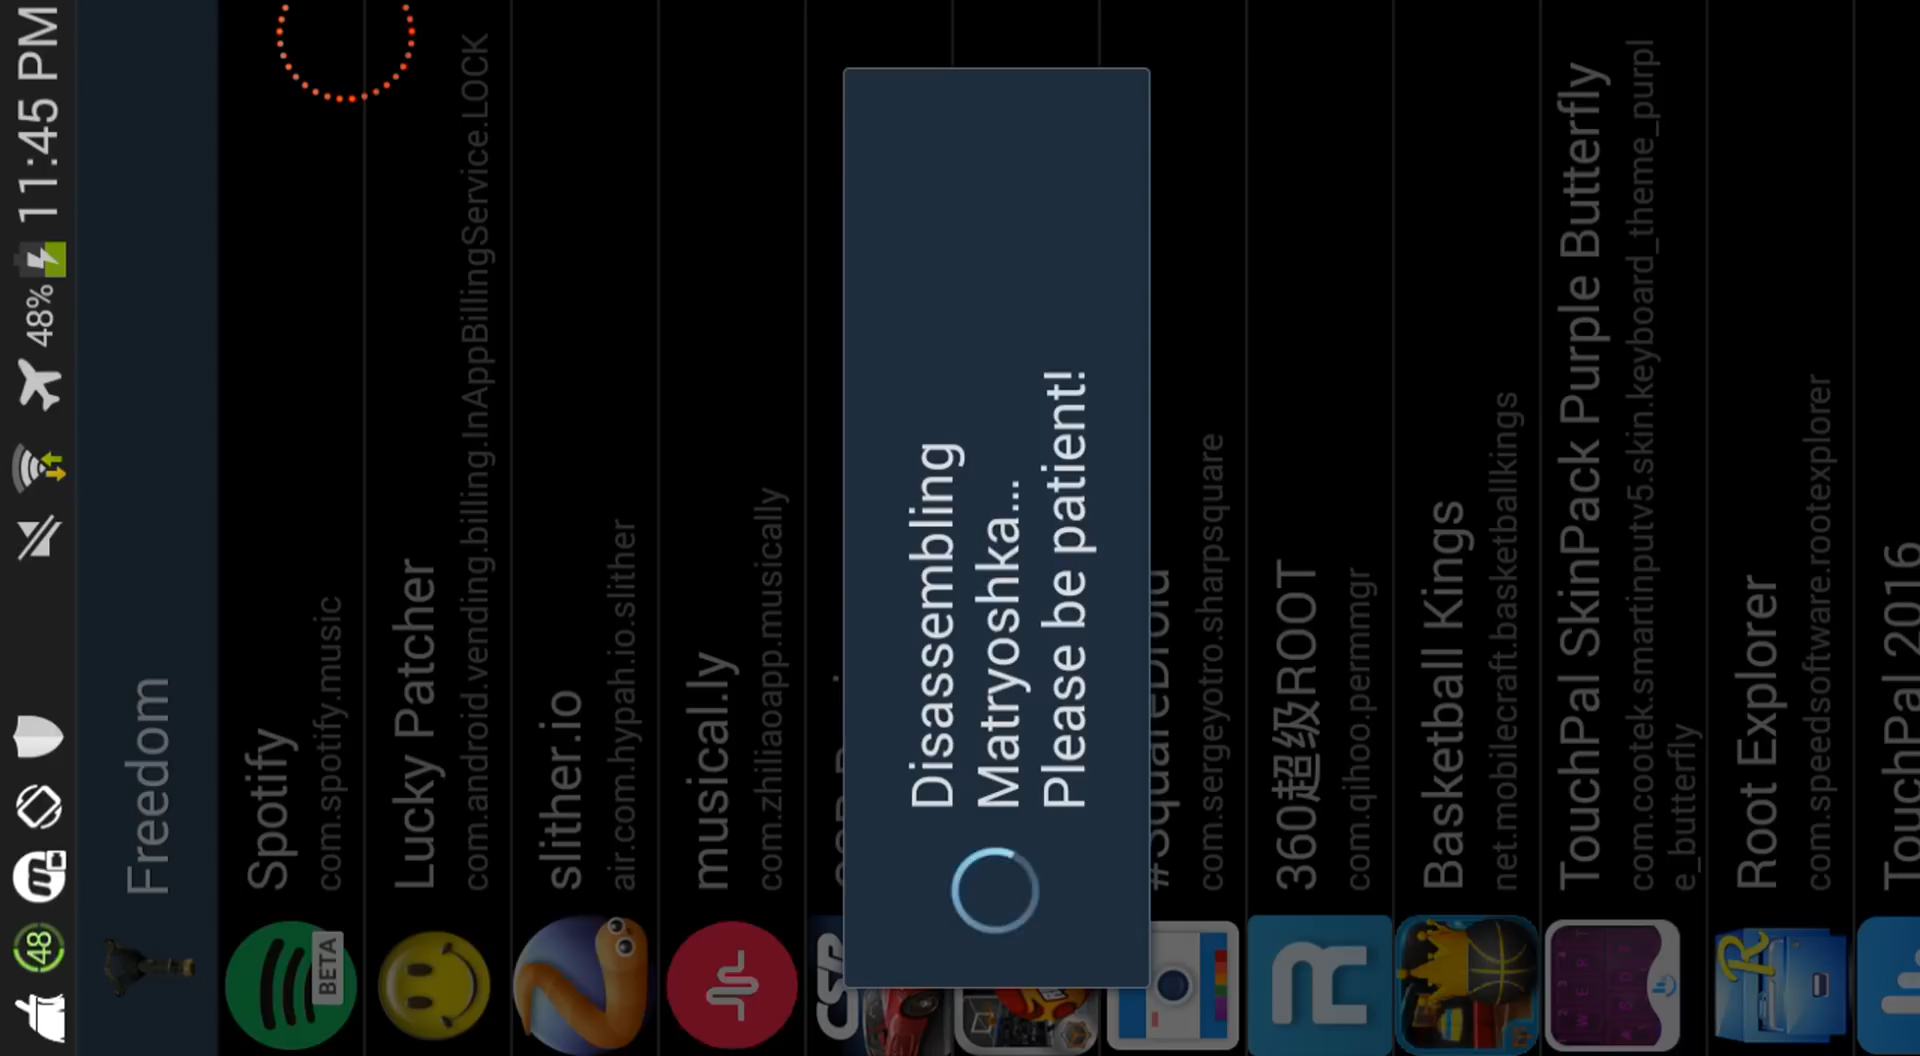 48
48%
11:45 PM
Freedom
BETA
Spotify
com.spotify.music
Lucky Patcher
com.android.vending.billing.InAppBillingService.LOCK
slither.io
air.com.hypah.io.slither
musical.ly
com.zhiliaoapp.musically
CSR
Disassembling
Matryoshka...
Please be patient!
#SquareDroid
com.sergeyotro.sharpsquare
360超级ROOT
com.qihoo.permmgr
Basketball Kings
net.mobilecraft.basketballkings
TouchPal SkinPack Purple Butterfly
com.cootek.smartinputv5.skin.keyboard_theme_purpl
e_butterfly
Root Explorer
com.speedsoftware.rootexplorer
TouchPal 2016